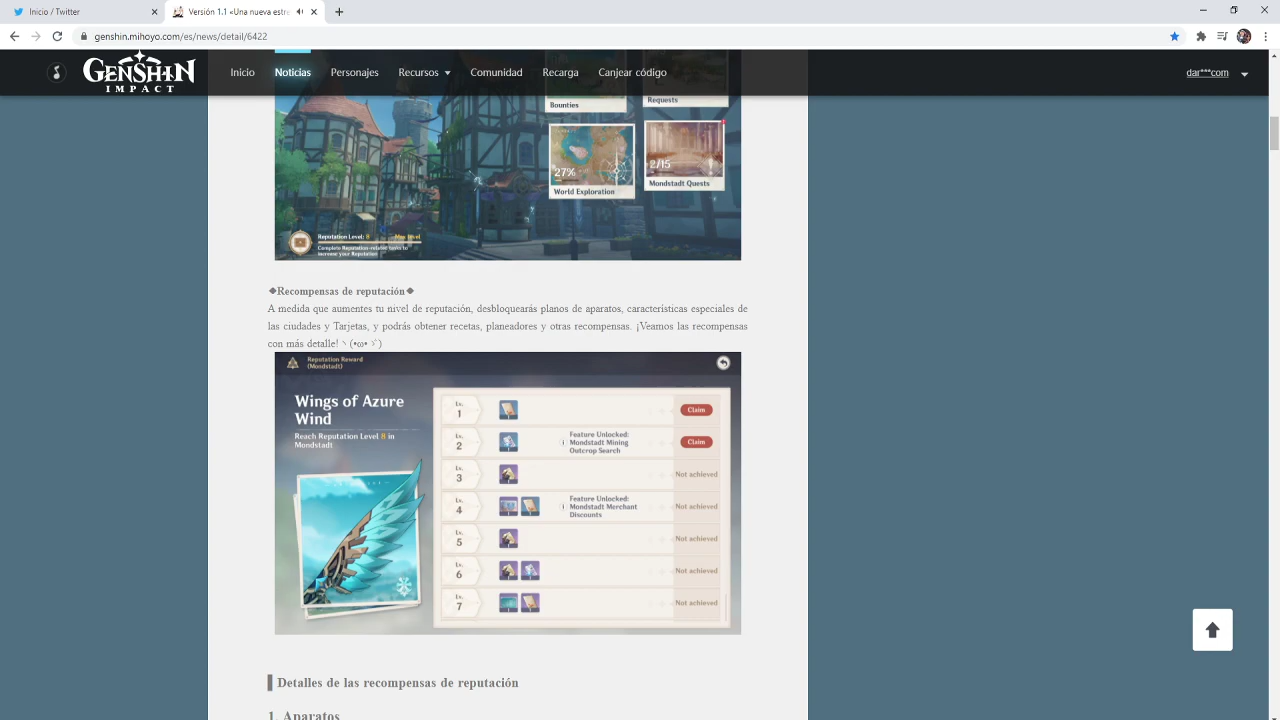 Inicio / Twitter
Versión 1.1 «Una nueva estre
genshin.mihoyo.com/es/news/detail/6422
GENSHIN
IMPACT
Inicio
Noticias
Personajes
Recursos
Comunidad
Recarga
Canjear código
dar***com
Bounties
Requests
27%
World Exploration
2/15
Mondstadt Quests
Reputation Level: 8
Max level
Complete Reputation-related tasks to
increase your Reputation
❖Recompensas de reputación❖
A medida que aumentes tu nivel de reputación, desbloquearás planos de aparatos, características especiales de
las ciudades y Tarjetas, y podrás obtener recetas, planeadores y otras recompensas. ¡Veamos las recompensas
con más detalle! ヽ(•ω•ゞ)
Reputation Reward
(Mondstadt)
Wings of Azure
Wind
Reach Reputation Level 8 in
Mondstadt
Lv.
1
Claim
Lv.
2
Feature Unlocked:
Mondstadt Mining
Outcrop Search
Claim
Lv.
3
Not achieved
Lv.
4
Feature Unlocked:
Mondstadt Merchant
Discounts
Not achieved
Lv.
5
Not achieved
Lv.
6
Not achieved
Lv.
7
Not achieved
Detalles de las recompensas de reputación
1. Aparatos